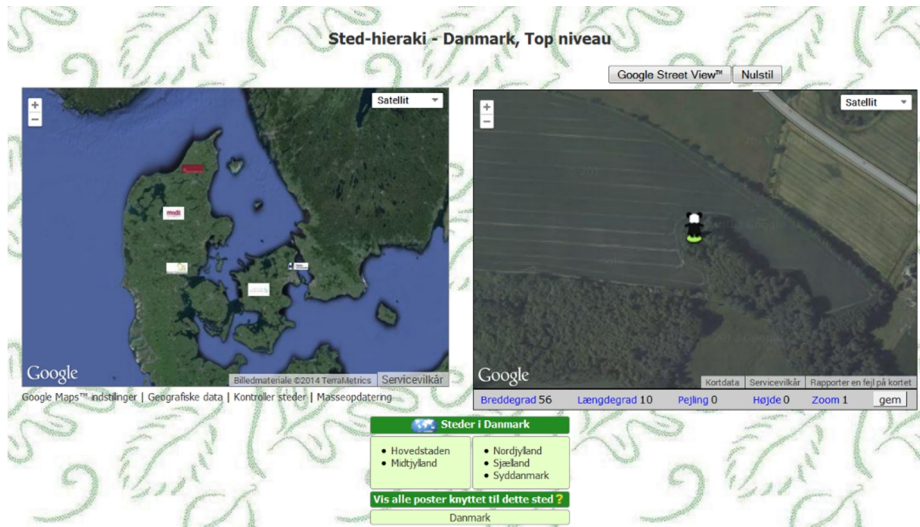 Sted-hieraki - Danmark, Top niveau
Google Street View™ Nulstil
Satellit
Satellit
Google
Billedmateriale ©2014 TerraMetrics Servicevilkår
Google
Kortdata Servicevilkår Rapporter en fejl på kortet
Google Maps™ indstilinger | Geografiske data | Kontroller steder | Masseopdatering
Breddegrad 56 Længdegrad 10 Pejling 0 Højde 0 Zoom 1 gem
Steder i Danmark
Hovedstaden
Midtjylland
Nordjylland
Sjælland
Syddanmark
Vis alle poster knyttet til dette sted ?
Danmark